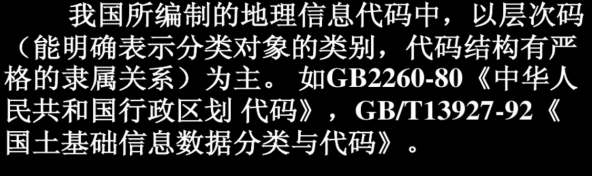 我国所编制的地理信息代码中，以层次码
（能明确表示分类对象的类别，代码结构有严
格的隶属关系）为主。 如GB2260-80《中华人
民共和国行政区划 代码》，GB/T13927-92《
国土基础信息数据分类与代码》。